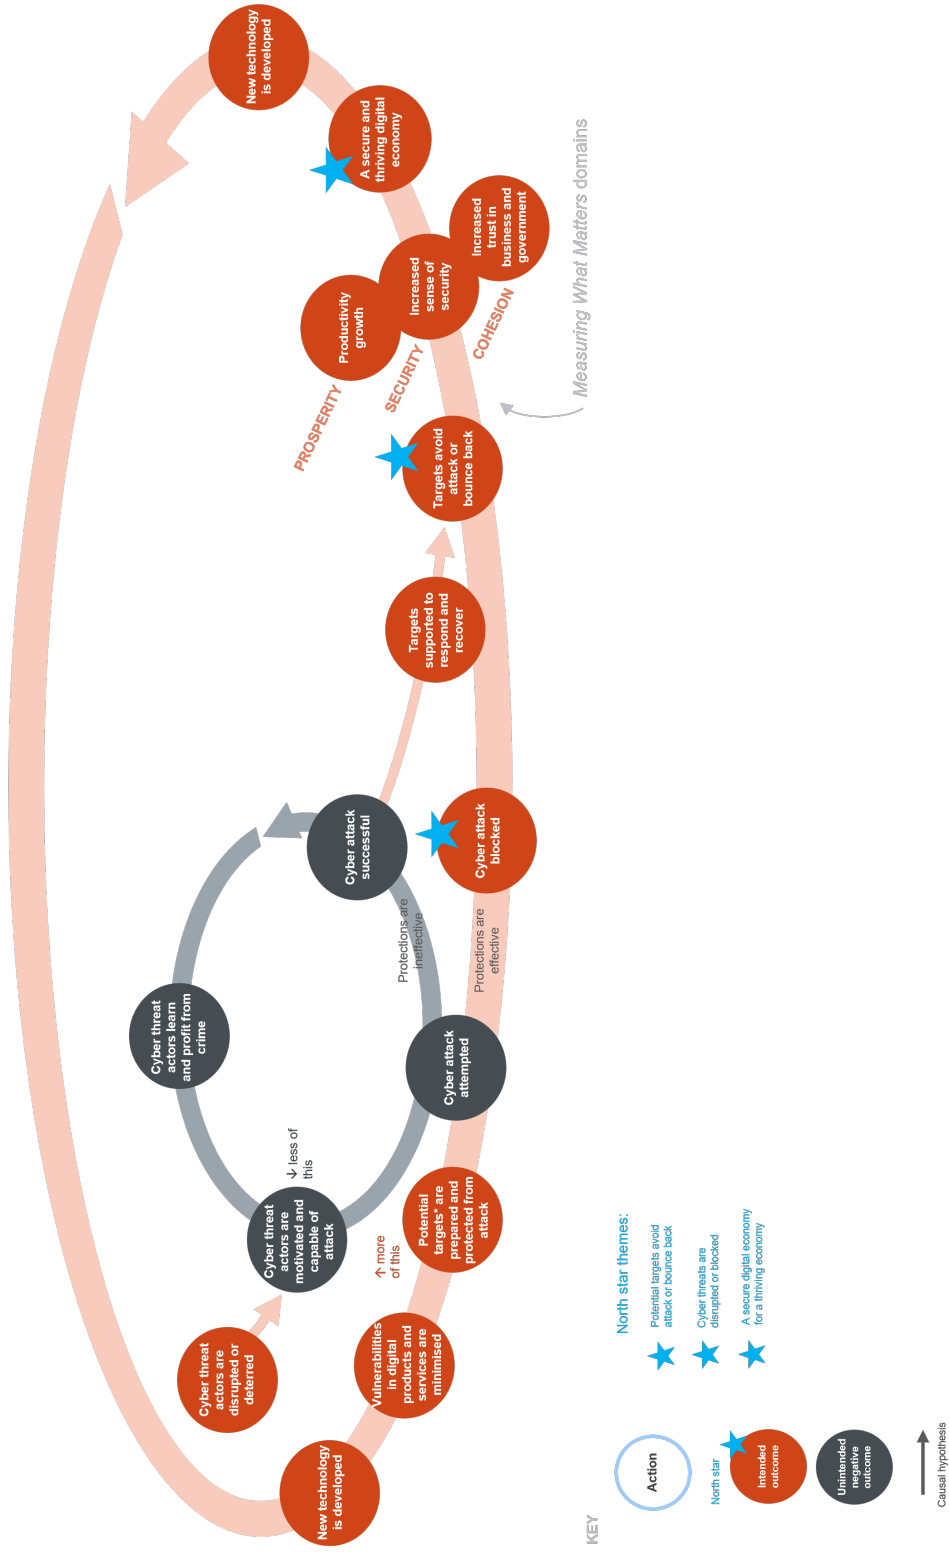 New technology
is developed
Cyber threat
actors are
disrupted or
deterred
Vulnerabilities
in digital
products and
services are
minimised
↑ more
of this
Cyber threat
actors are
motivated and
capable of
attack
↓ less of
this
Potential
targets* are
prepared and
protected from
attack
Cyber threat
actors learn
and profit from
crime
Cyber attack
attempted
Protections are
ineffective
Protections are
effective
Cyber attack
successful
Cyber attack
blocked
Targets
supported to
respond and
recover
Targets avoid
attack or
bounce back
PROSPERITY
SECURITY
COHESION
Productivity
growth
Increased
sense of
security
Increased
trust in
business and
government
Measuring What Matters domains
A secure and
thriving digital
economy
New technology
is developed
KEY
Action
North star
Intended
outcome
Unintended
negative
outcome
Causal hypothesis
North star themes:
Potential targets avoid
attack or bounce back
Cyber threats are
disrupted or blocked
A secure digital economy
for a thriving economy